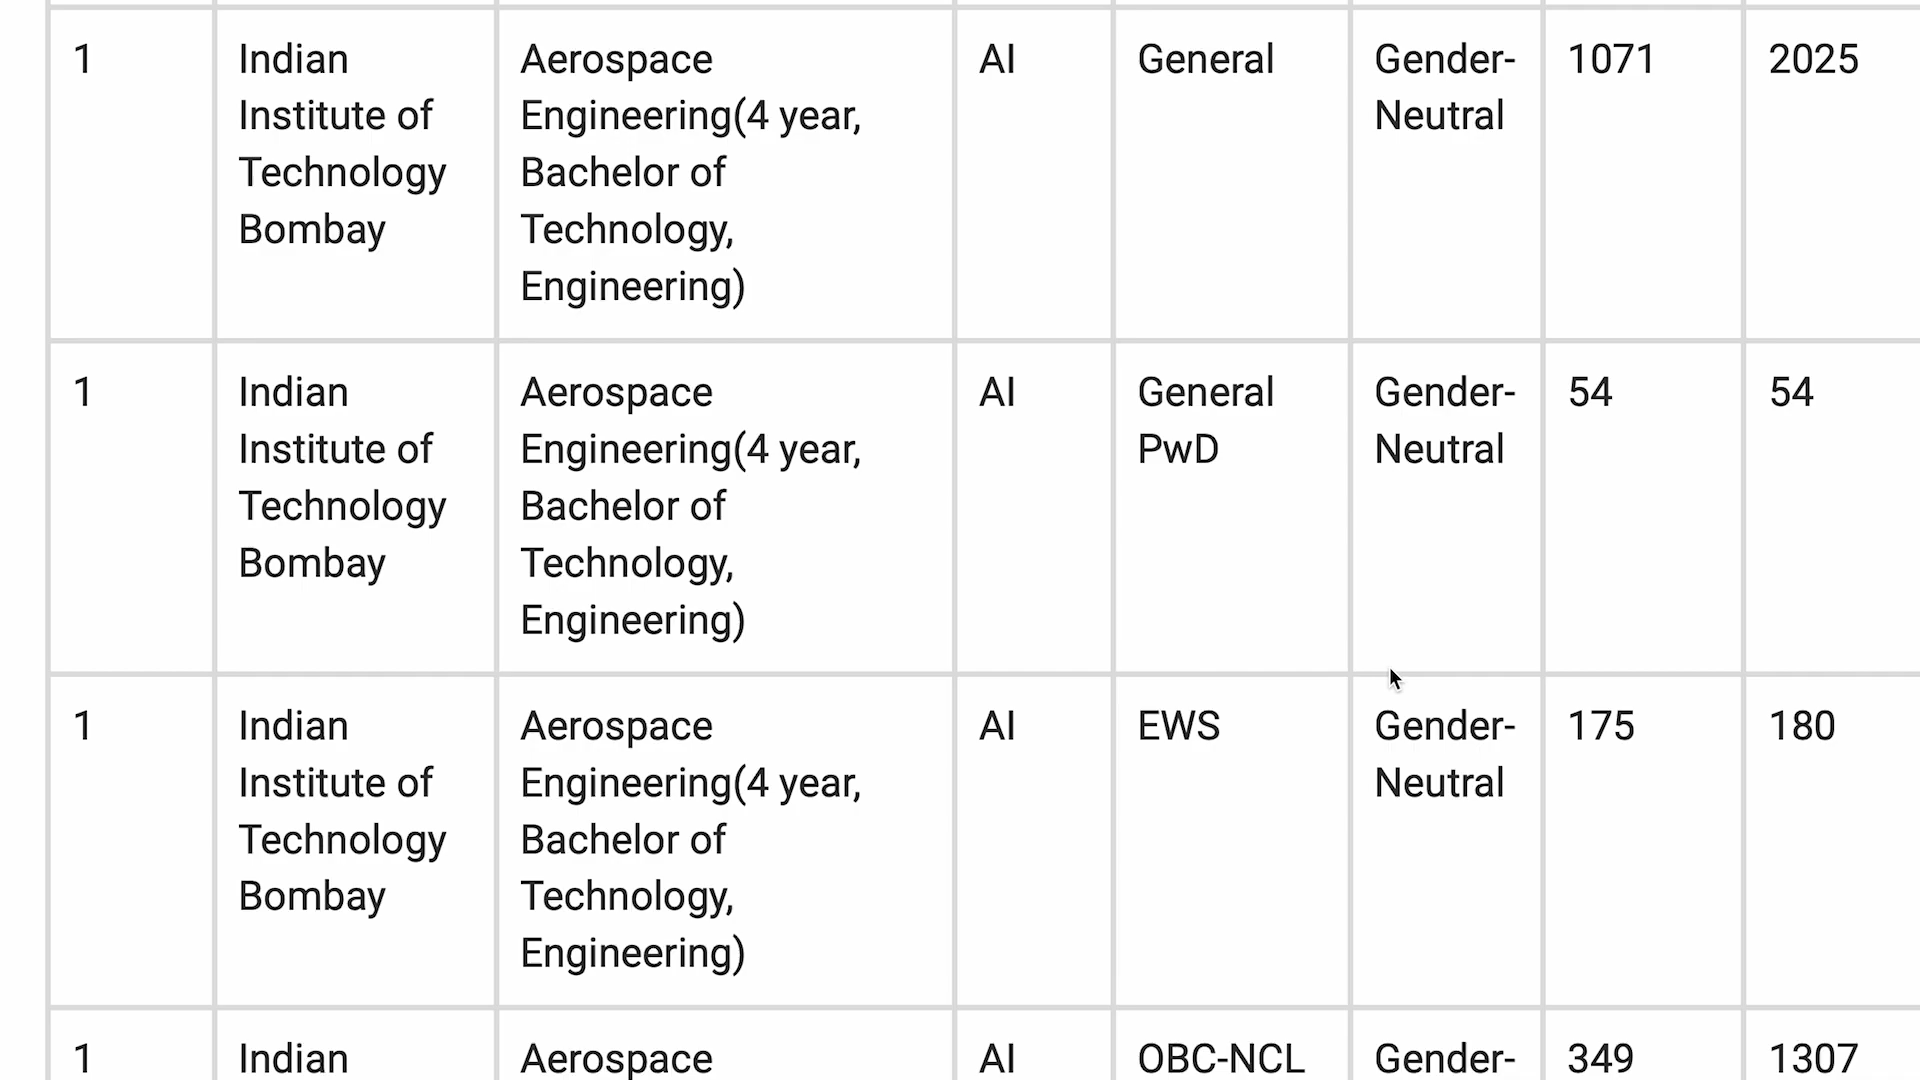 1 Indian Aerospace AI General Gender- 1071 2025
Institute of Engineering(4 year, Neutral
Technology Bachelor of
Bombay Technology,
Engineering)
1 Indian Aerospace AI General Gender- 54 54
Institute of Engineering(4 year, PwD Neutral
Technology Bachelor of
Bombay Technology,
Engineering)
1 Indian Aerospace AI EWS Gender- 175 180
Institute of Engineering(4 year, Neutral
Technology Bachelor of
Bombay Technology,
Engineering)
1 Indian Aerospace AI OBC-NCL Gender- 349 1307